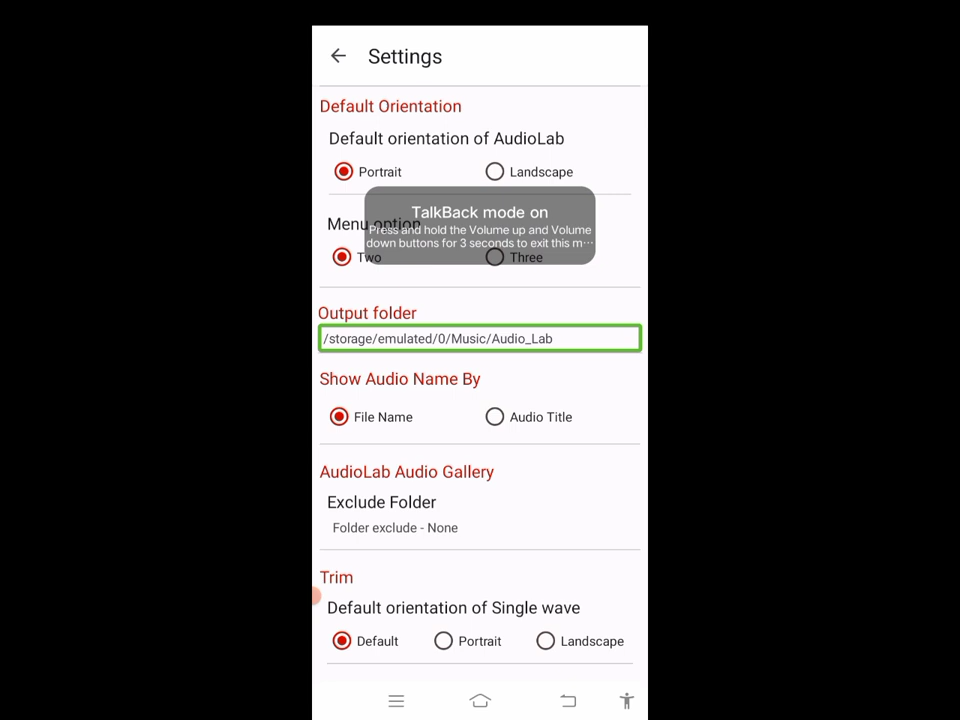 Settings
Default Orientation
Default orientation of AudioLab
Portrait
Landscape
TalkBack mode on
Menu option
Press and hold the Volume up and Volume
down buttons for 3 seconds to exit this m···
Two
Three
Output folder
/storage/emulated/0/Music/Audio_Lab
Show Audio Name By
File Name
Audio Title
AudioLab Audio Gallery
Exclude Folder
Folder exclude - None
Trim
Default orientation of Single wave
Default
Portrait
Landscape